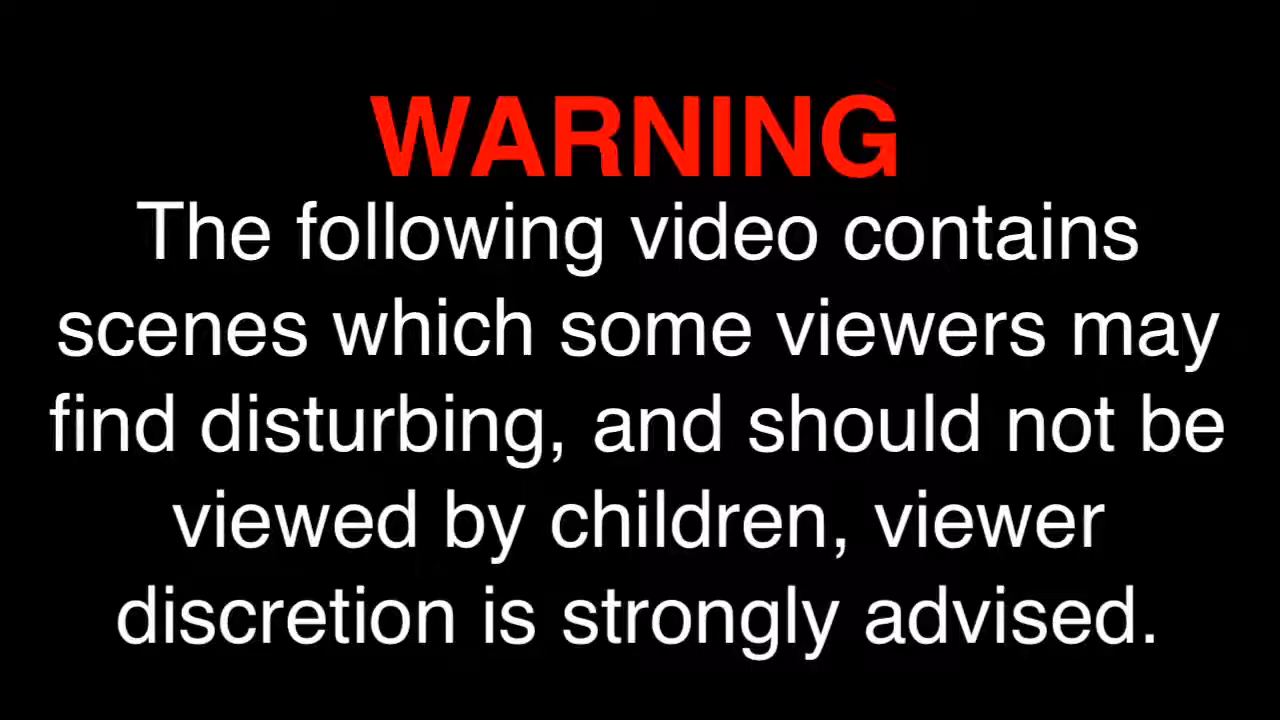 WARNING
The following video contains
scenes which some viewers may
find disturbing, and should not be
viewed by children, viewer
discretion is strongly advised.